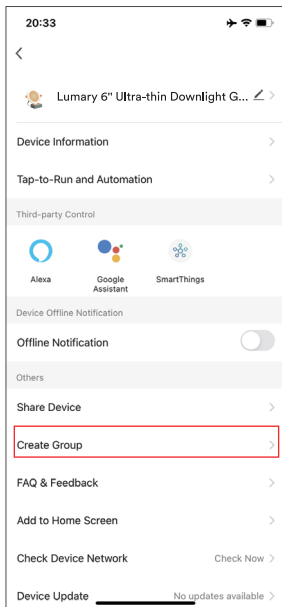 20:33
Lumary 6" Ultra-thin Downlight G...
Device Information
Tap-to-Run and Automation
Third-party Control
Alexa
Google
Assistant
SmartThings
Device Offline Notification
Offline Notification
Others
Share Device
Create Group
FAQ & Feedback
Add to Home Screen
Check Device Network Check Now
Device Update No updates available